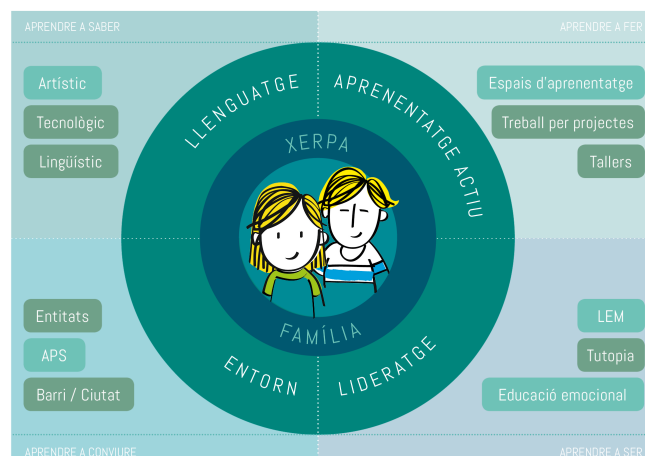 APRENDRE A SABER
APRENDRE A FER
Artístic
Tecnològic
Lingüístic
LLENGUATGE
APRENENTATGE ACTIU
Espais d'aprenentatge
Treball per projectes
Tallers
XERPA
FAMÍLIA
Entitats
APS
Barri / Ciutat
ENTORN
LIDERATGE
LEM
Tutopia
Educació emocional
APRENDRE A CONVIURE
APRENDRE A SER